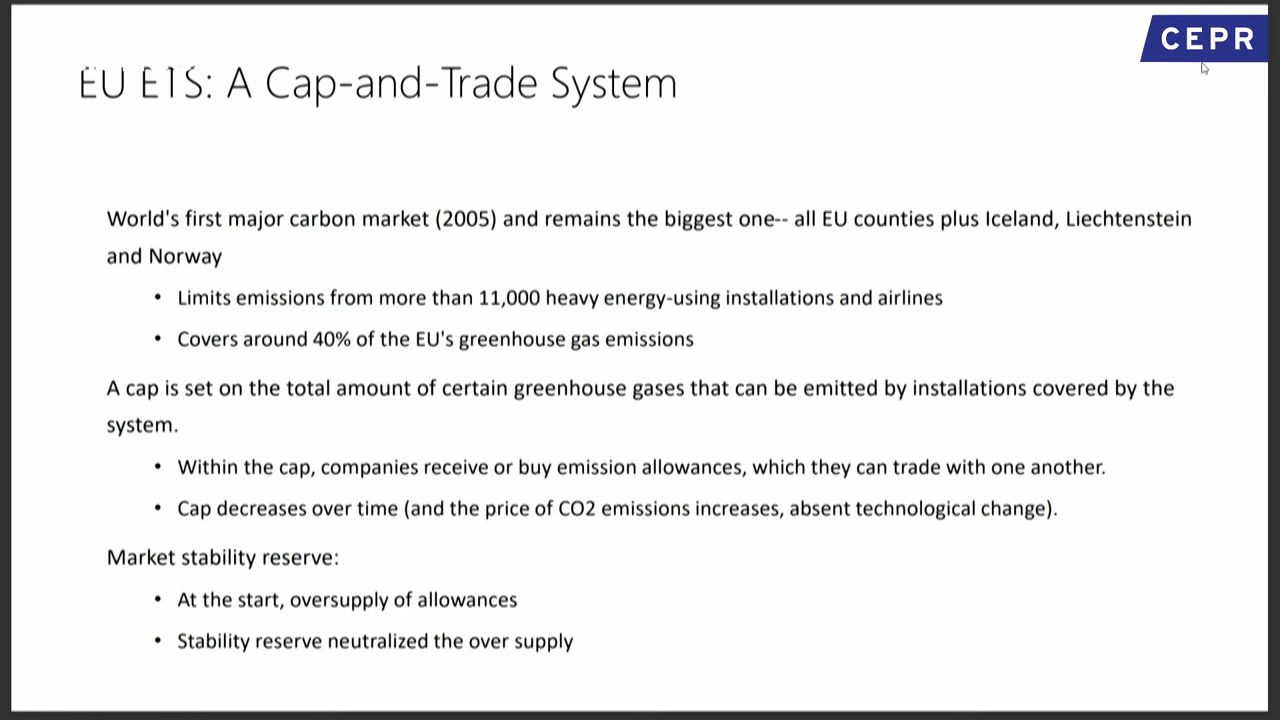 CEPR
EU ETS: A Cap-and-Trade System
World's first major carbon market (2005) and remains the biggest one-- all EU counties plus Iceland, Liechtenstein
and Norway
• Limits emissions from more than 11,000 heavy energy-using installations and airlines
• Covers around 40% of the EU's greenhouse gas emissions
A cap is set on the total amount of certain greenhouse gases that can be emitted by installations covered by the
system.
• Within the cap, companies receive or buy emission allowances, which they can trade with one another.
• Cap decreases over time (and the price of CO2 emissions increases, absent technological change).
Market stability reserve:
• At the start, oversupply of allowances
• Stability reserve neutralized the over supply